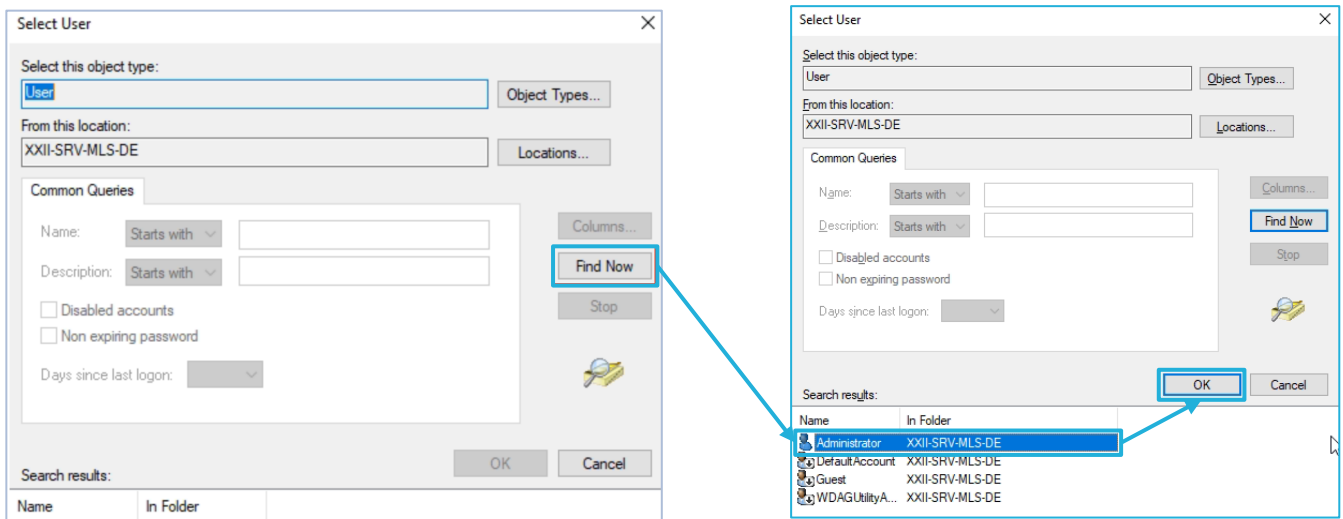 Select User
Select this object type:
User
Object Types...
From this location:
XXII-SRV-MLS-DE
Locations...
Common Queries
Name:
Starts with
Columns...
Description:
Starts with
Find Now
Disabled accounts
Stop
Non expiring password
Days since last logon:
OK
Cancel
Search results:
Name In Folder
Select User
Select this object type:
User
Object Types...
From this location:
XXII-SRV-MLS-DE
Locations...
Common Queries
Name:
Starts with
Columns...
Description:
Starts with
Find Now
Disabled accounts
Stop
Non expiring password
Days since last logon:
OK
Cancel
Search results:
Name In Folder
Administrator XXII-SRV-MLS-DE
DefaultAccount XXII-SRV-MLS-DE
Guest XXII-SRV-MLS-DE
WDAGUtilityA... XXII-SRV-MLS-DE